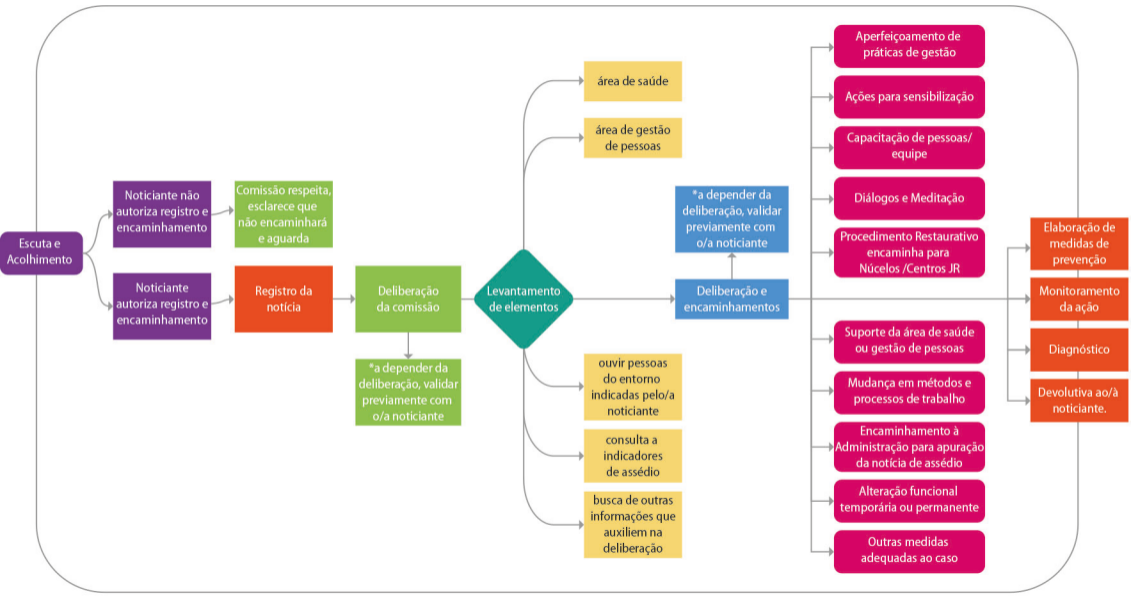 Escuta e
Acolhimento
Noticiante não
autoriza registro e
encaminhamento
Comissão respeita,
esclarece que
não encaminhará
e aguarda
Noticiante
autoriza registro e
encaminhamento
Registro da
notícia
Deliberação
da comissão
*a depender da
deliberação, validar
previamente com
o/a noticiante
Levantamento
de elementos
área de saúde
área de gestão
de pessoas
ouvir pessoas
do entorno
indicadas pelo/a
noticiante
consulta a
indicadores
de assédio
busca de outras
informações que
auxiliem na
deliberação
*a depender da
deliberação, validar
previamente com
o/a noticiante
Deliberação e
encaminhamentos
Aperfeiçoamento de
práticas de gestão
Ações para sensibilização
Capacitação de pessoas/
equipe
Diálogos e Meditação
Procedimento Restaurativo
encaminha para
Núcelos /Centros JR
Suporte da área de saúde
ou gestão de pessoas
Mudança em métodos e
processos de trabalho
Encaminhamento à
Administração para apuração
da notícia de assédio
Alteração funcional
temporária ou permanente
Outras medidas
adequadas ao caso
Elaboração de
medidas de
prevenção
Monitoramento
da ação
Diagnóstico
Devolutiva ao/à
noticiante.